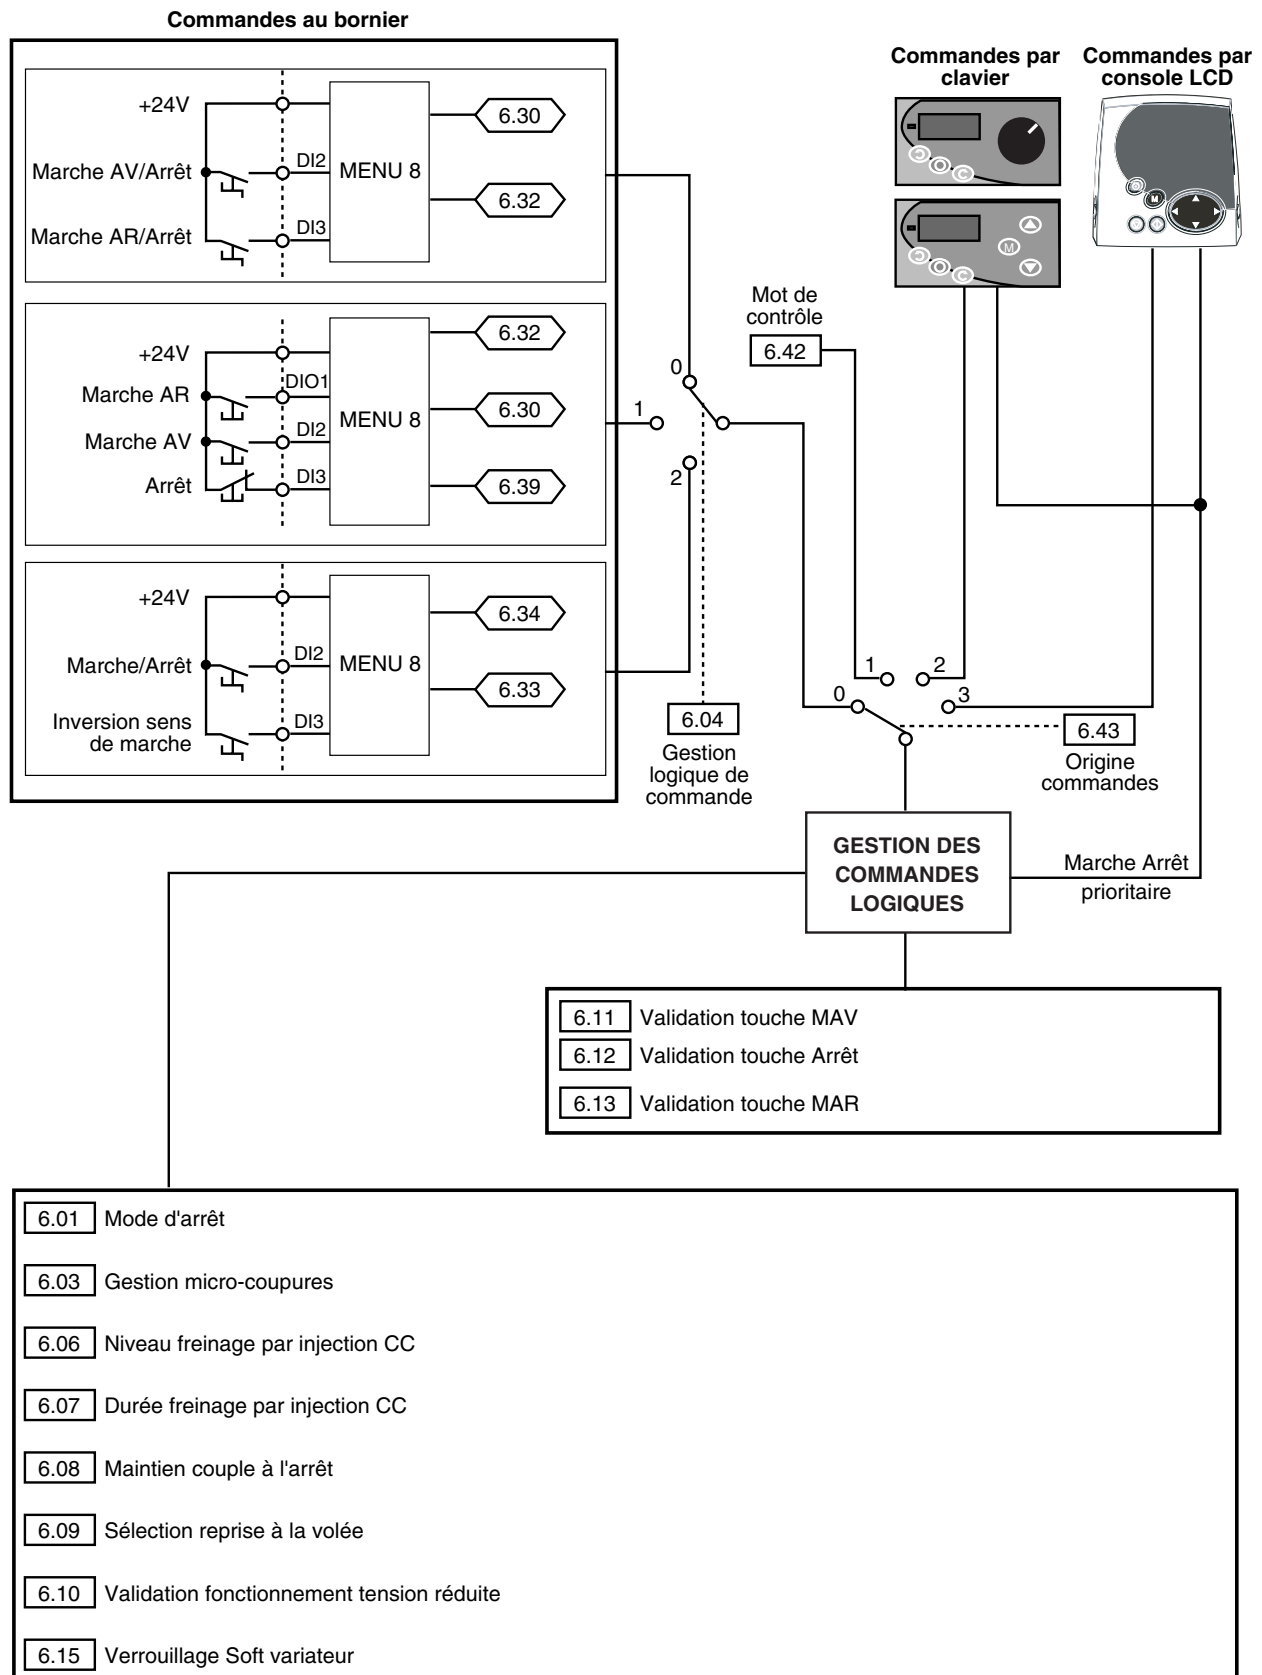 Commandes au bornier
Commandes par
clavier
Commandes par
console LCD
+24V
Marche AV/Arrêt
DI2
MENU 8
6.30
6.32
Marche AR/Arrêt
DI3
+24V
Marche AR
DIO1
MENU 8
6.32
6.30
Marche AV
DI2
Arrêt
DI3
6.39
+24V
Marche/Arrêt
DI2
MENU 8
6.34
6.33
Inversion sens
de marche
DI3
0
1
2
6.04
Gestion
logique de
commande
Mot de
contrôle
6.42
M
M
0
1
2
3
6.43
Origine
commandes
GESTION DES
COMMANDES
LOGIQUES
Marche Arrêt
prioritaire
6.11 Validation touche MAV
6.12 Validation touche Arrêt
6.13 Validation touche MAR
6.01 Mode d'arrêt
6.03 Gestion micro-coupures
6.06 Niveau freinage par injection CC
6.07 Durée freinage par injection CC
6.08 Maintien couple à l'arrêt
6.09 Sélection reprise à la volée
6.10 Validation fonctionnement tension réduite
6.15 Verrouillage Soft variateur